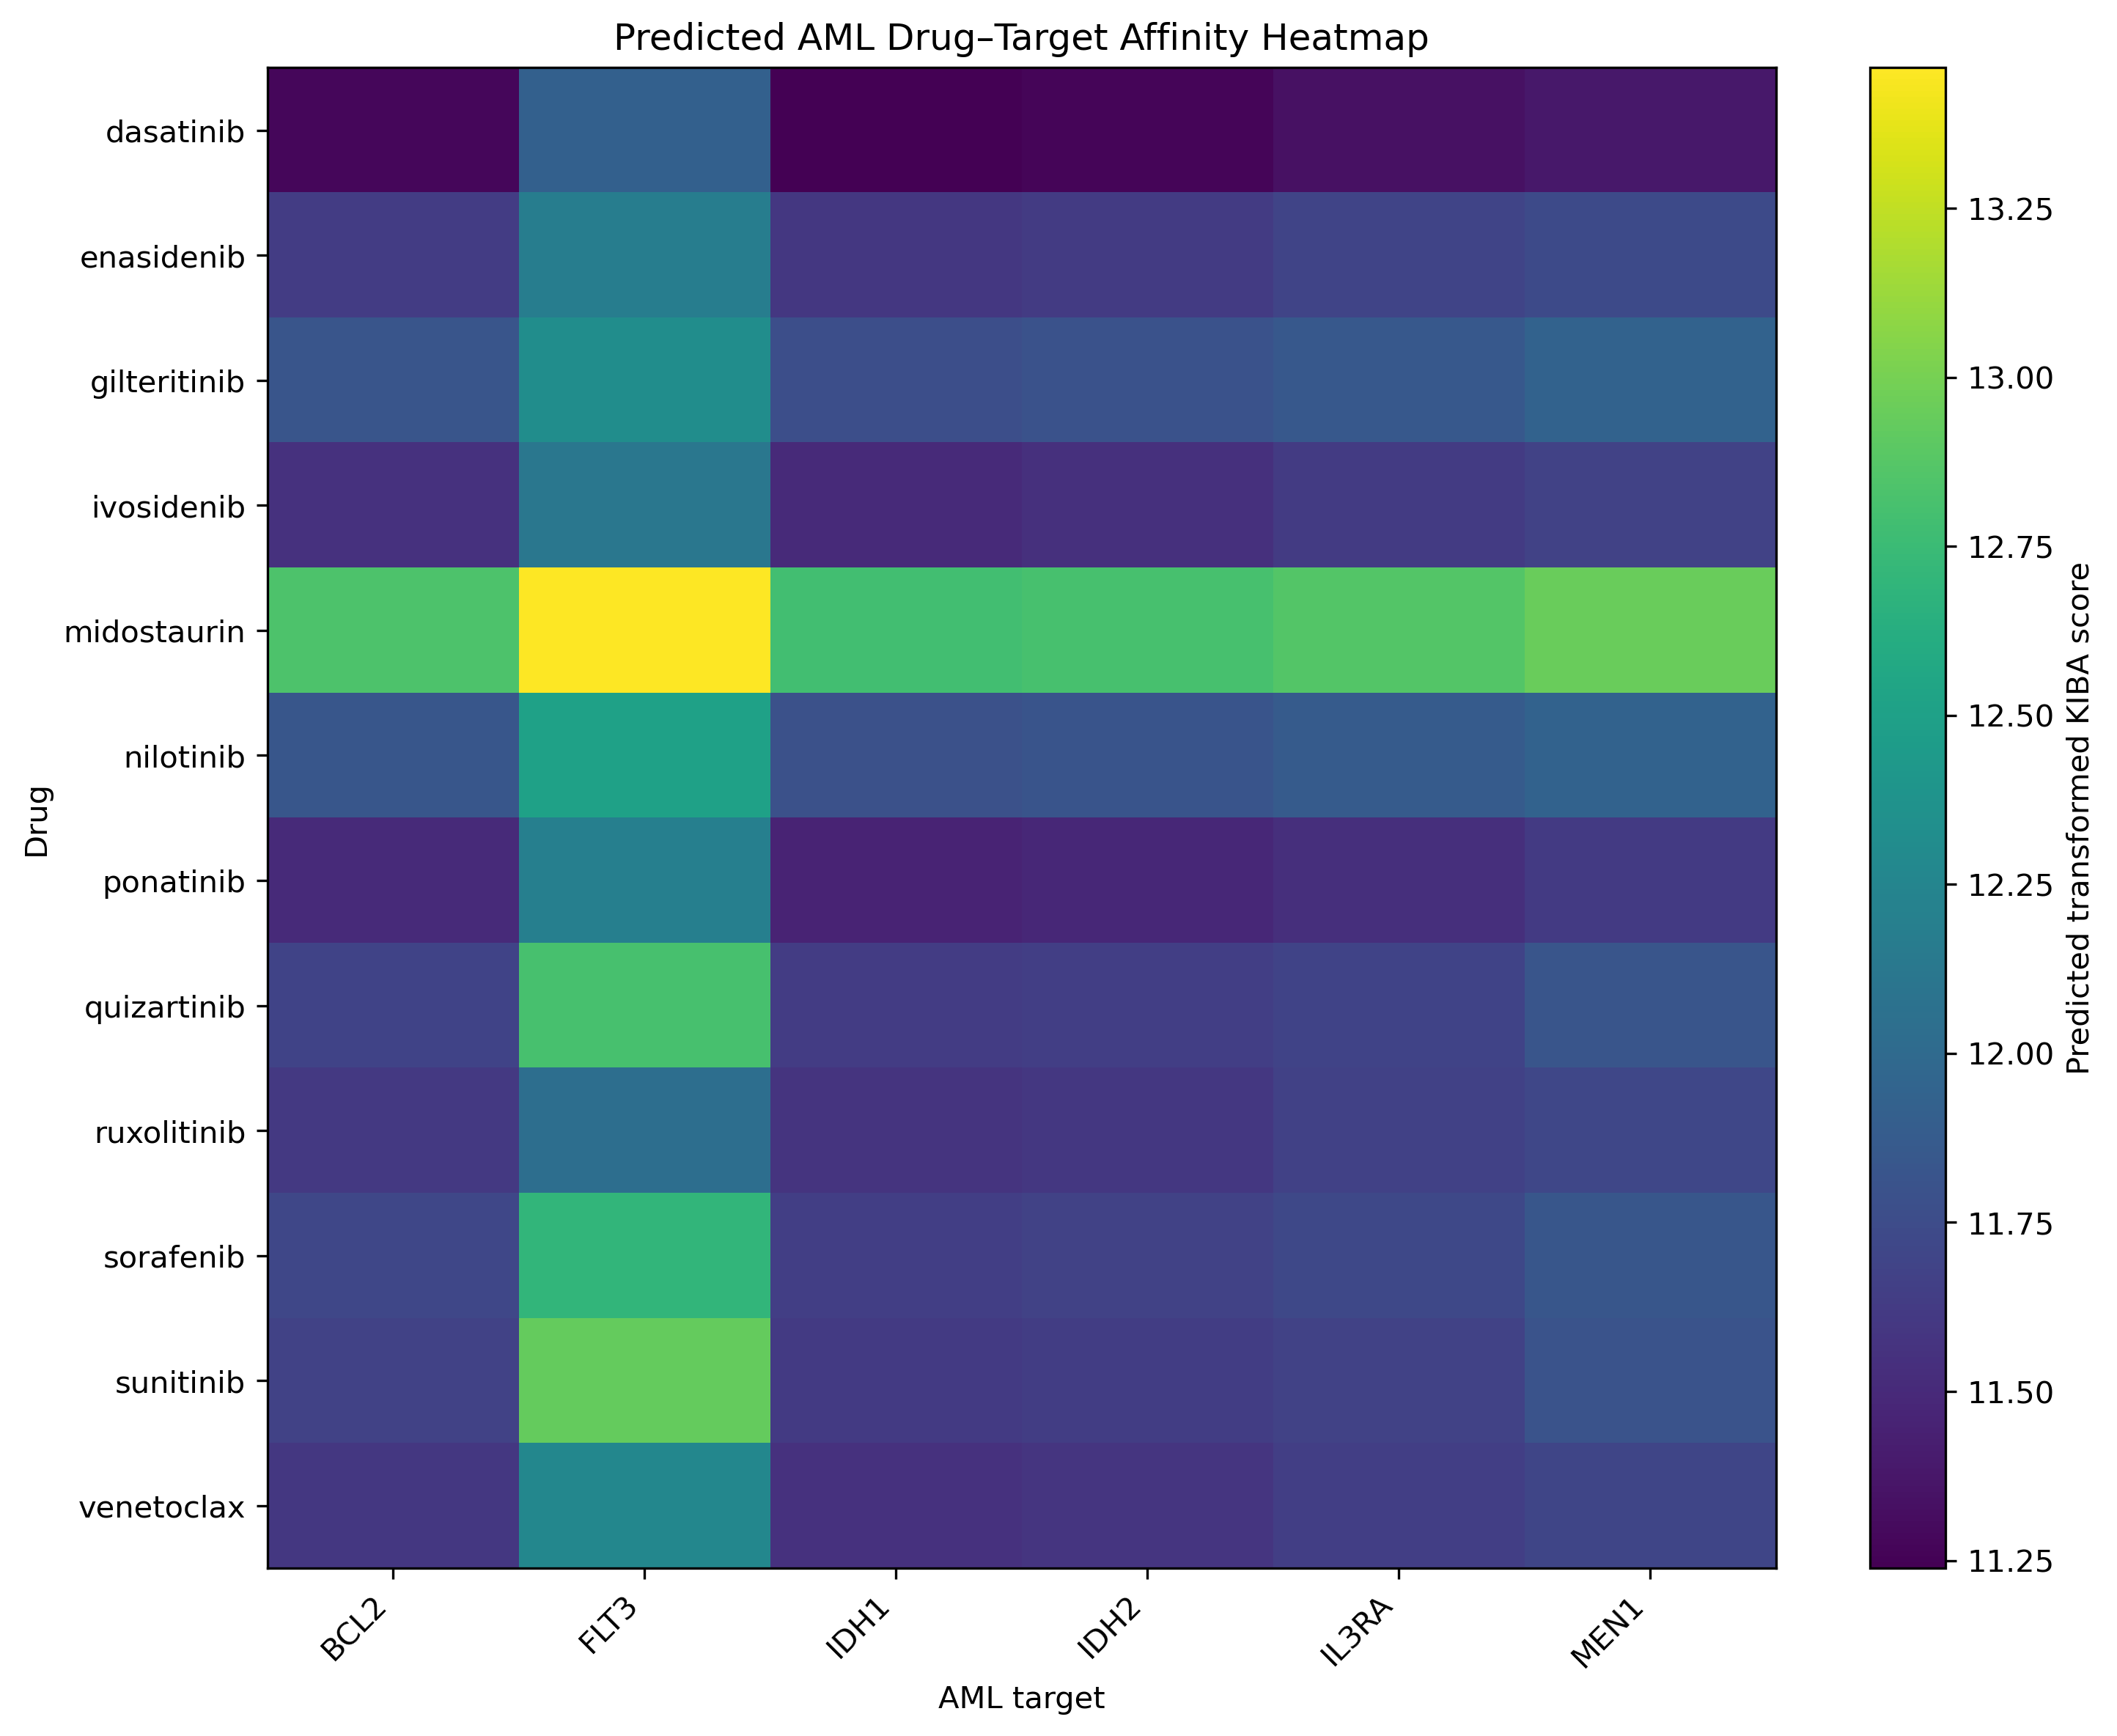 Predicted AML Drug–Target Affinity Heatmap
Drug
dasatinib
enasidenib
gilteritinib
ivosidenib
midostaurin
nilotinib
ponatinib
quizartinib
ruxolitinib
sorafenib
sunitinib
venetoclax
BCL2
FLT3
IDH1
IDH2
IL3RA
MEN1
AML target
13.25
13.00
12.75
12.50
12.25
12.00
11.75
11.50
11.25
Predicted transformed KIBA score